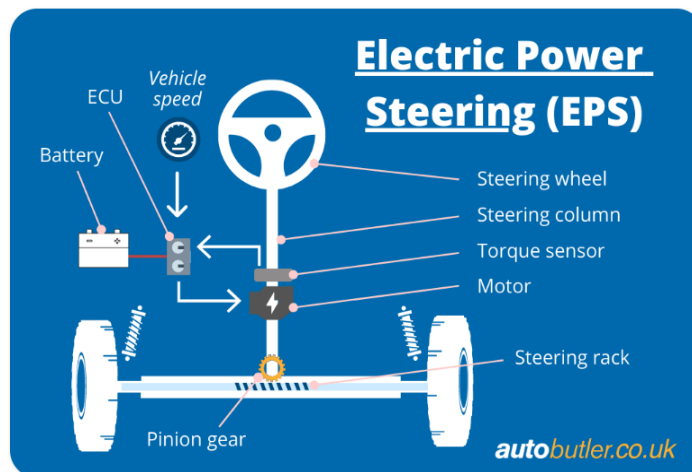 Electric Power
Steering (EPS)
Vehicle
speed
ECU
Battery
Steering wheel
Steering column
Torque sensor
Motor
Steering rack
Pinion gear
autobutler.co.uk